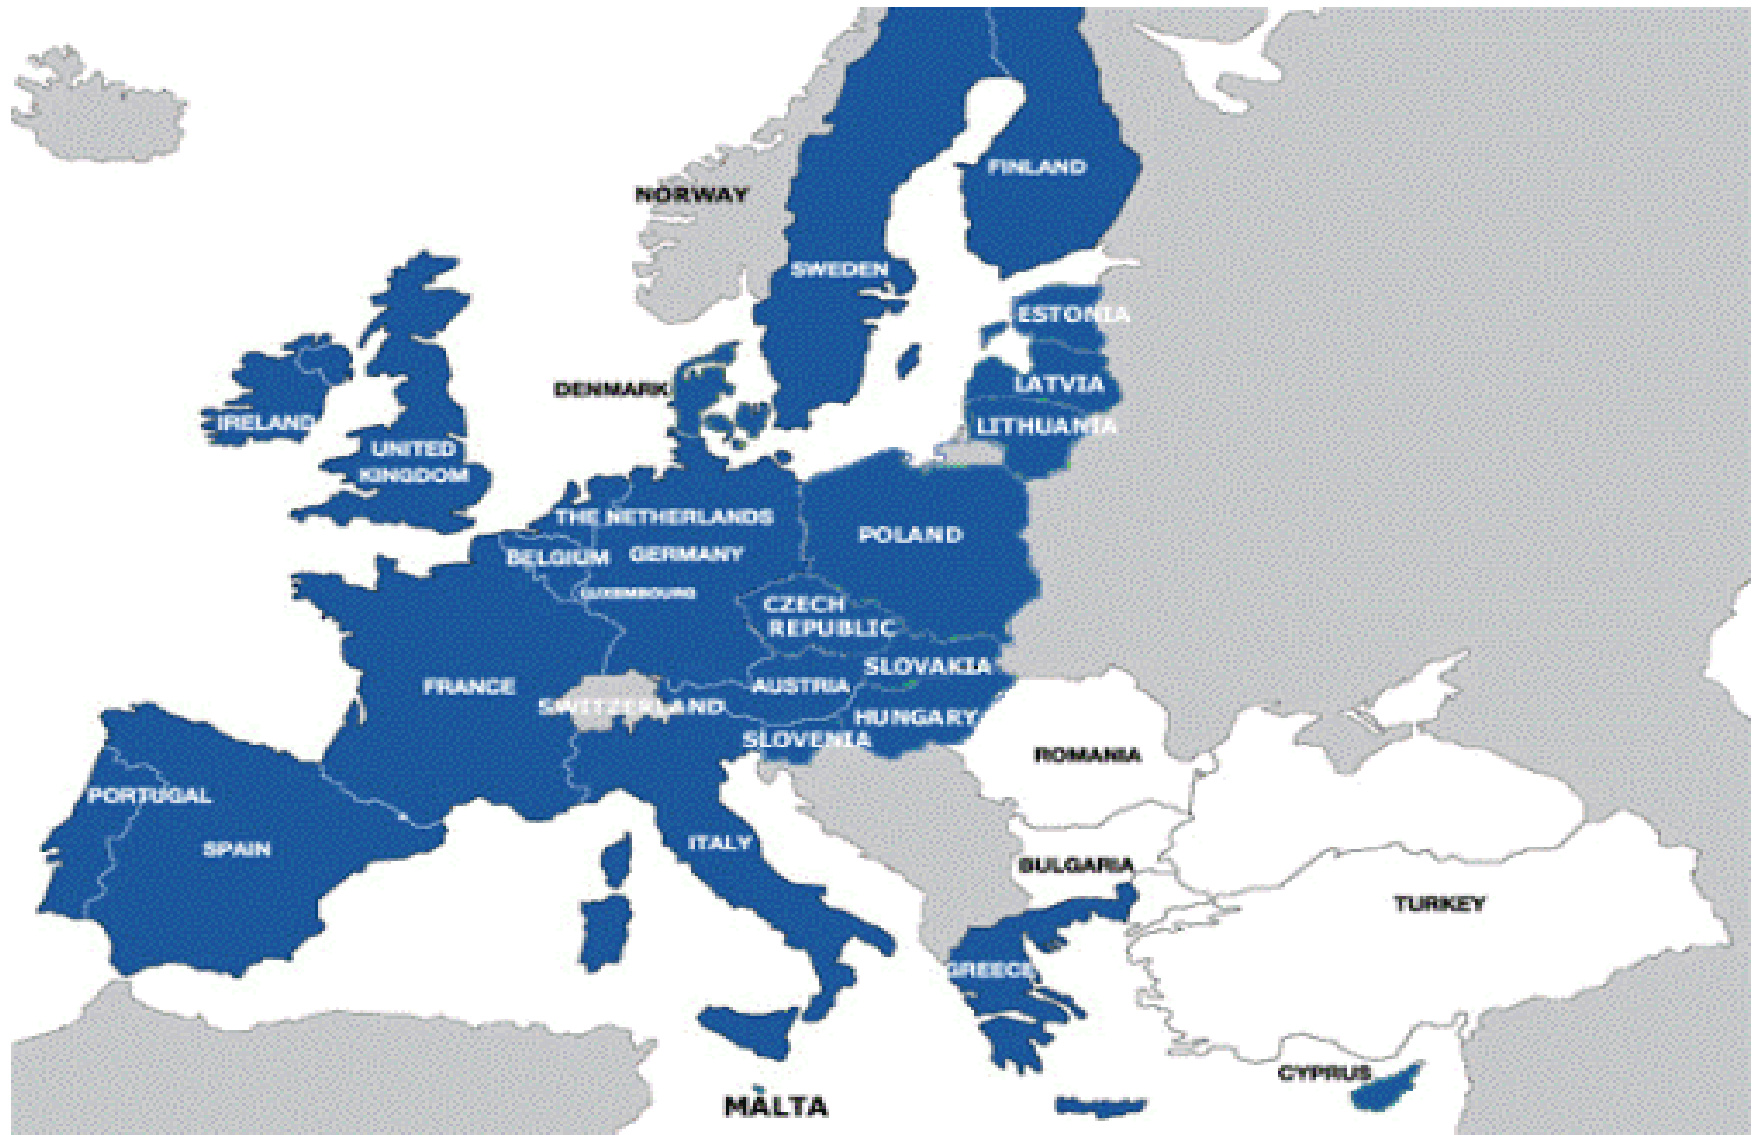 FINLAND
NORWAY
SWEDEN
ESTONIA
LATVIA
DENMARK
IRELAND
LITHUANIA
UNITED
KINGDOM
THE NETHERLANDS
POLAND
BELGIUM
GERMANY
LUXEMBOURG
CZECH
REPUBLIC
SLOVAKIA
FRANCE
AUSTRIA
SWITZERLAND
HUNGARY
SLOVENIA
ROMANIA
PORTUGAL
SPAIN
ITALY
BULGARIA
TURKEY
GREECE
CYPRUS
MALTA